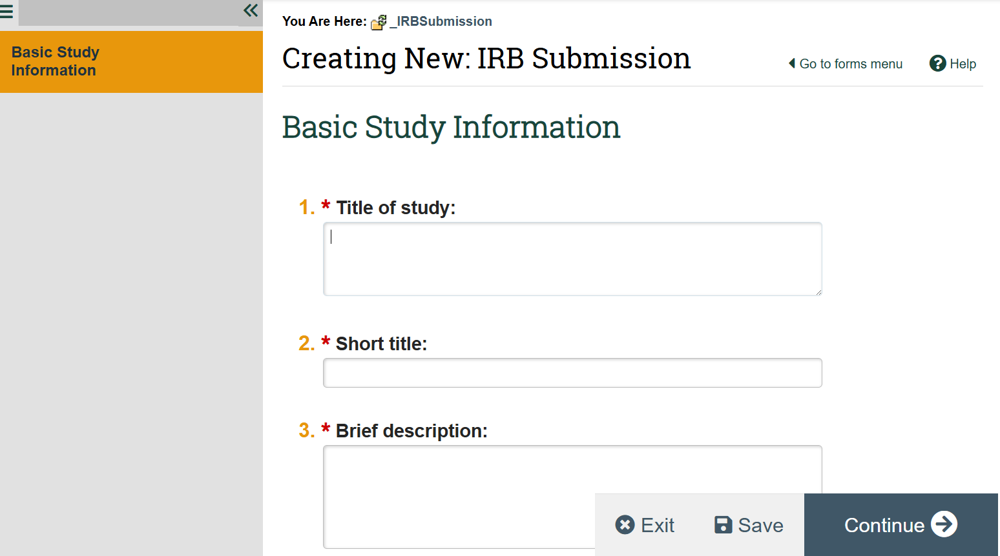 You Are Here: _IRBSubmission
Basic Study
Information
Creating New: IRB Submission
Go to forms menu
Help
Basic Study Information
1. * Title of study:
2. * Short title:
3. * Brief description:
Exit
Save
Continue